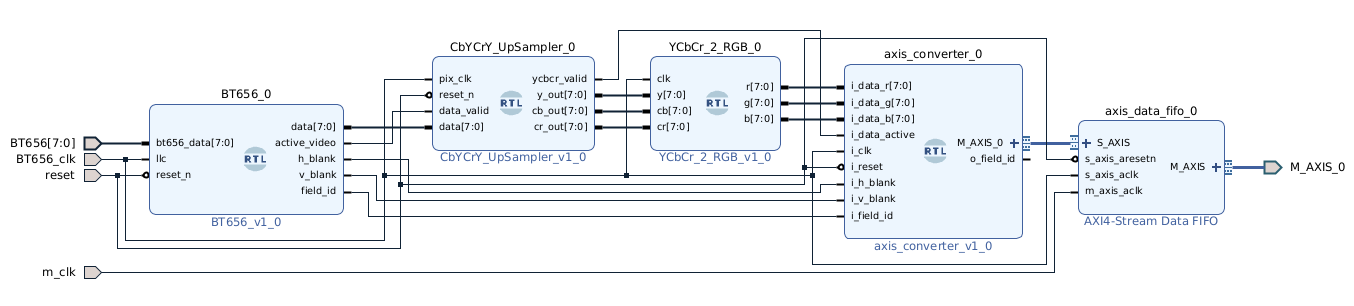 BT656[7:0]
BT656_clk
reset
m_clk
BT656_0
bt656_data[7:0]
llc
reset_n
RTL
data[7:0]
active_video
h_blank
v_blank
field_id
BT656_v1_0
CbYCrY_UpSampler_0
pix_clk
reset_n
data_valid
data[7:0]
RTL
ycbcr_valid
y_out[7:0]
cb_out[7:0]
cr_out[7:0]
CbYCrY_UpSampler_v1_0
YCbCr_2_RGB_0
clk
y[7:0]
cb[7:0]
cr[7:0]
RTL
r[7:0]
g[7:0]
b[7:0]
YCbCr_2_RGB_v1_0
axis_converter_0
i_data_r[7:0]
i_data_g[7:0]
i_data_b[7:0]
i_data_active
i_clk
i_reset
i_h_blank
i_v_blank
i_field_id
RTL
M_AXIS_0
o_field_id
axis_converter_v1_0
axis_data_fifo_0
S_AXIS
s_axis_aresetn
s_axis_aclk
m_axis_aclk
M_AXIS
AXI4-Stream Data FIFO
M_AXIS_0